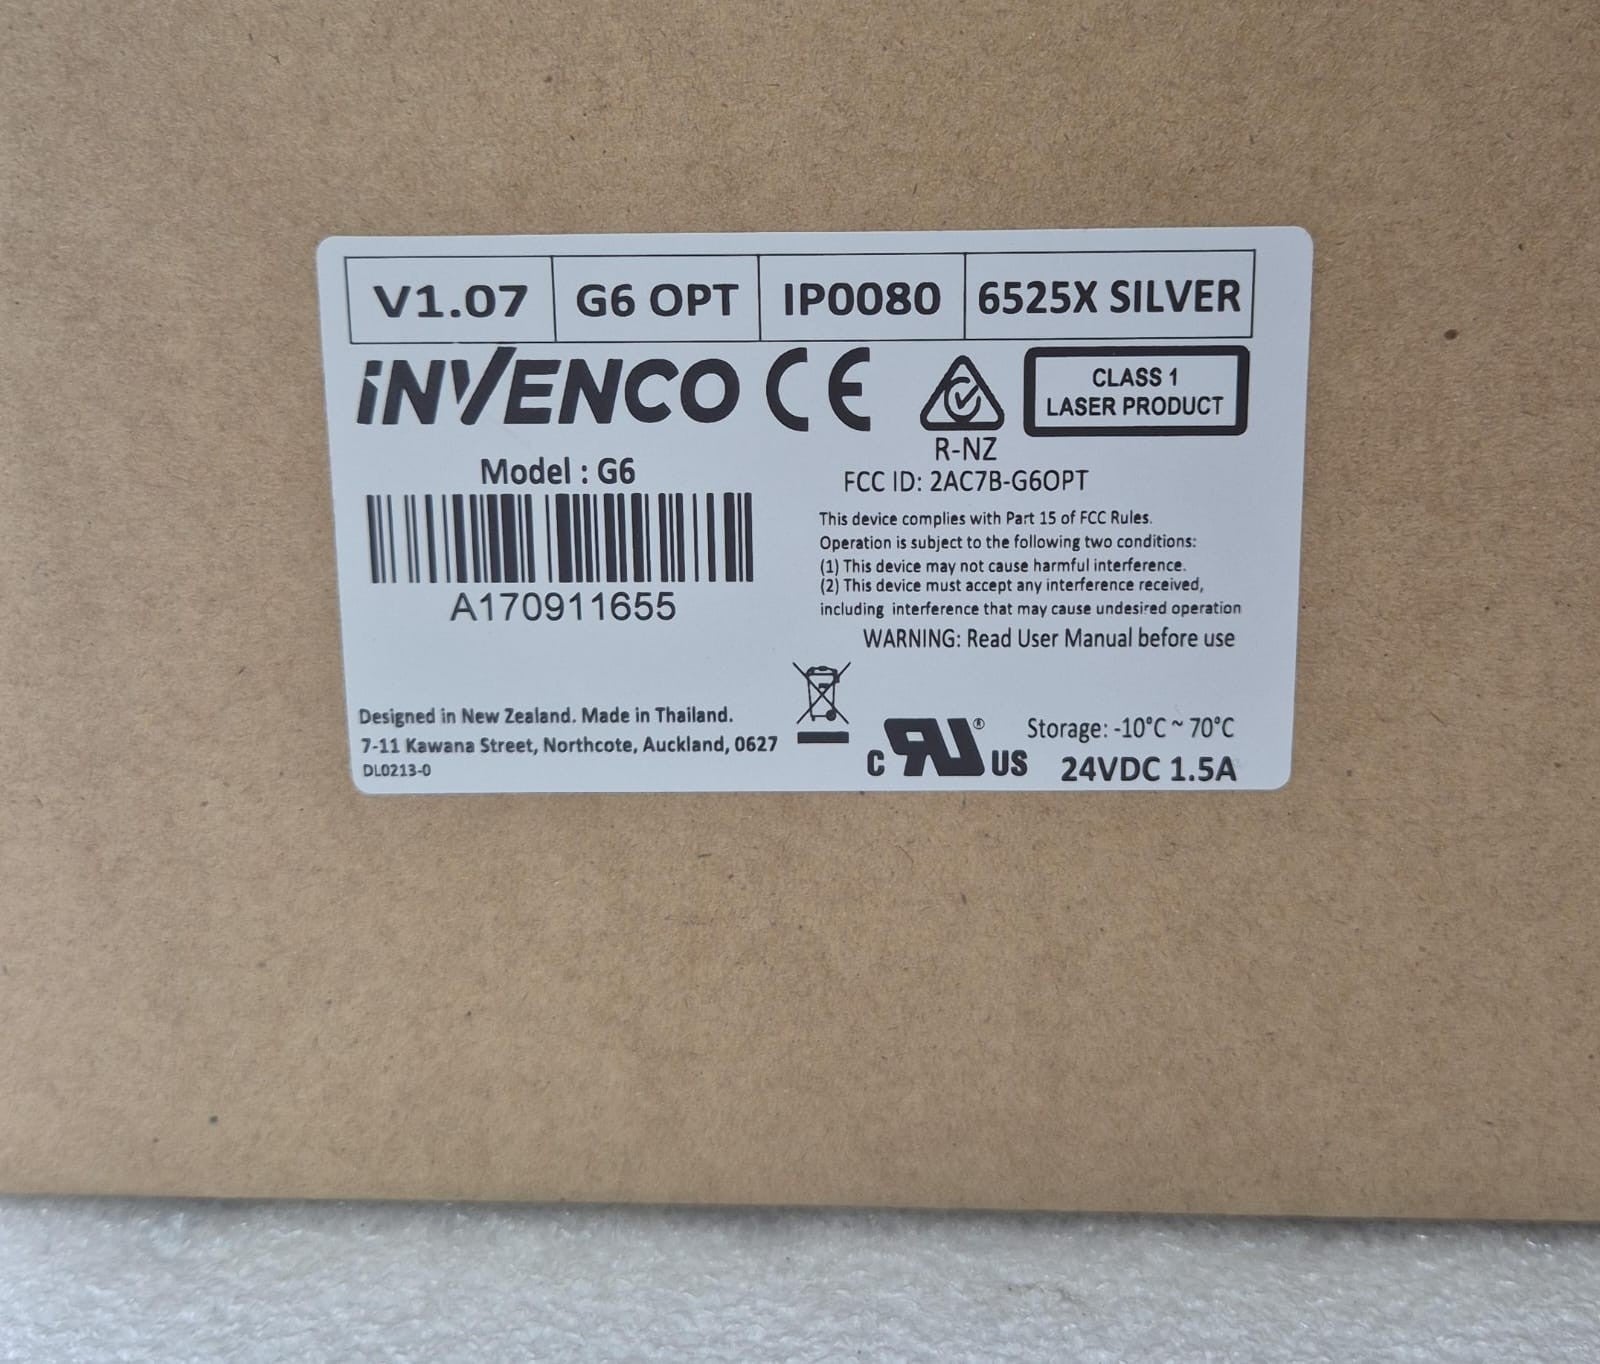 V1.07 G6 OPT IP0080 6525X SILVER
iNVENCO CE
CLASS 1
LASER PRODUCT
R-NZ
Model : G6
FCC ID: 2AC7B-G6OPT
A170911655
This device complies with Part 15 of FCC Rules.
Operation is subject to the following two conditions:
(1) This device may not cause harmful interference.
(2) This device must accept any interference received,
including interference that may cause undesired operation
WARNING: Read User Manual before use
Designed in New Zealand. Made in Thailand.
7-11 Kawana Street, Northcote, Auckland, 0627
DL0213-0
C RU® US
Storage: -10°C ~ 70°C
24VDC 1.5A